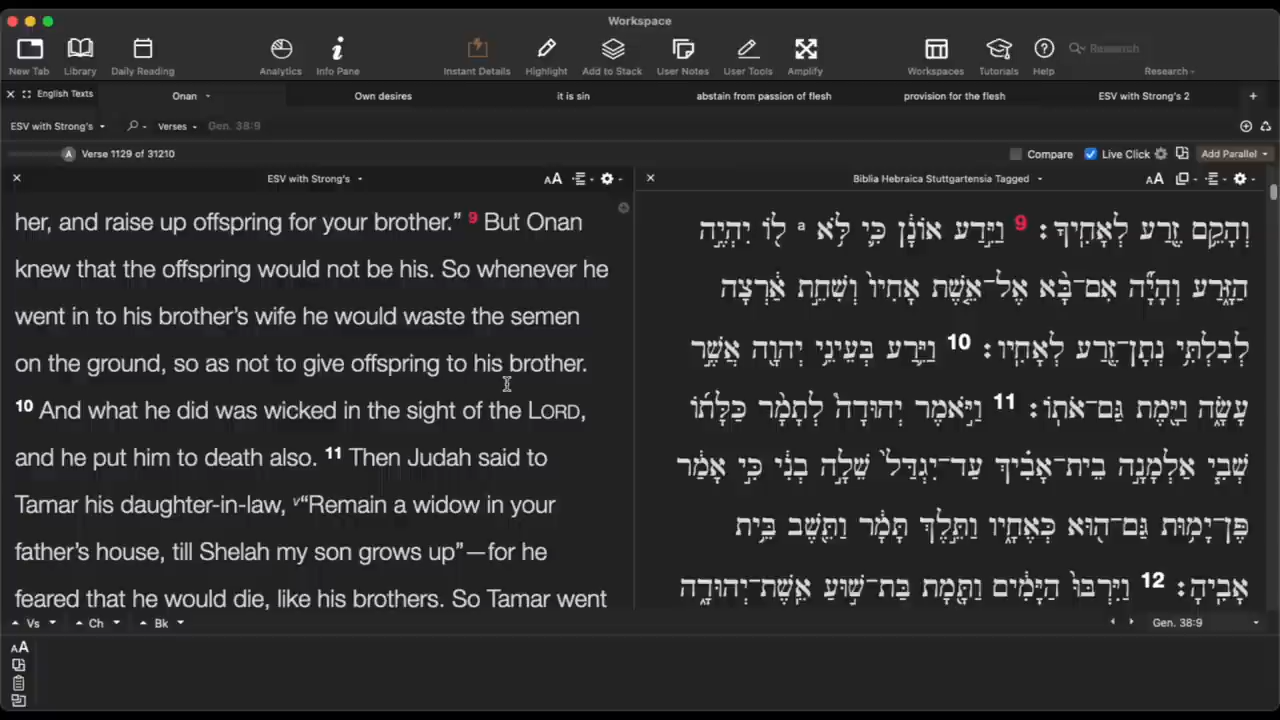 Workspace
New Tab Library Daily Reading Analytics Info Pane Instant Details Highlight Add to Stack User Notes User Tools Amplify Workspaces Tutorials Help Research
Research
English Texts Onan Own desires it is sin abstain from passion of flesh provision for the flesh ESV with Strong's 2
ESV with Strong's Verses Gen. 38:9
A Verse 1129 of 31210 Compare Live Click Add Parallel
ESV with Strong's
her, and raise up offspring for your brother.” 9 But Onan
knew that the offspring would not be his. So whenever he
went in to his brother’s wife he would waste the semen
on the ground, so as not to give offspring to his brother.
10 And what he did was wicked in the sight of the LORD,
and he put him to death also. 11 Then Judah said to
Tamar his daughter-in-law, v“Remain a widow in your
father’s house, till Shelah my son grows up”—for he
feared that he would die, like his brothers. So Tamar went
Biblia Hebraica Stuttgartensia Tagged
וְהָקֵ֥ם זֶ֖רַע לְאָחִֽיךָ׃ 9 וַיֵּ֣דַע אוֹנָ֔ן כִּ֛י לֹּ֥א a ל֖וֹ יִהְיֶ֣ה
הַזָּ֑רַע וְהָיָ֞ה אִם־בָּ֨א אֶל־אֵ֤שֶׁת אָחִיו֙ וְשִׁחֵ֣ת אַ֔רְצָה
לְבִלְתִּ֥י נְתָן־זֶ֖רַע לְאָחִֽיו׃ 10 וַיֵּ֛רַע בְּעֵינֵ֥י יְהוָ֖ה אֲשֶׁ֣ר
עָשָׂ֑ה וַיָּ֖מֶת גַּם־אֹתֽוֹ׃ 11 וַיֹּ֣אמֶר יְהוּדָה֩ לְתָמָ֨ר כַּלָּת֜וֹ
שְׁבִ֧י אַלְמָנָ֣ה בֵית־אָבִ֗יךְ עַד־יִגְדַּל֙ שֵׁלָ֣ה בְנִ֔י כִּ֣י אָמַ֔ר
פֶּן־יָמ֥וּת גַּם־ה֖וּא כְּאֶחָ֑יו וַתֵּ֣לֶךְ תָּמָ֔ר וַתֵּ֖שֶׁב בֵּ֥ית
אָבִֽיהָ׃ 12 וַיִּרְבּוּ֙ הַיָּמִ֔ים וַתָּ֖מָת בַּת־שׁ֣וּעַ אֵֽשֶׁת־יְהוּדָ֑ה
Vs Ch Bk Gen. 38:9